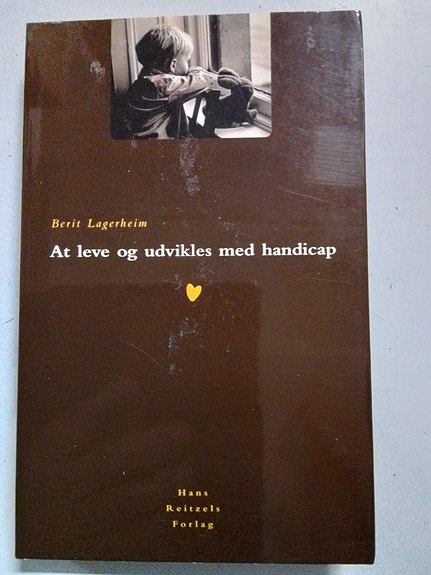 Berit Lagerheim
At leve og udvikles med handicap
Hans
Reitzels
Forlag